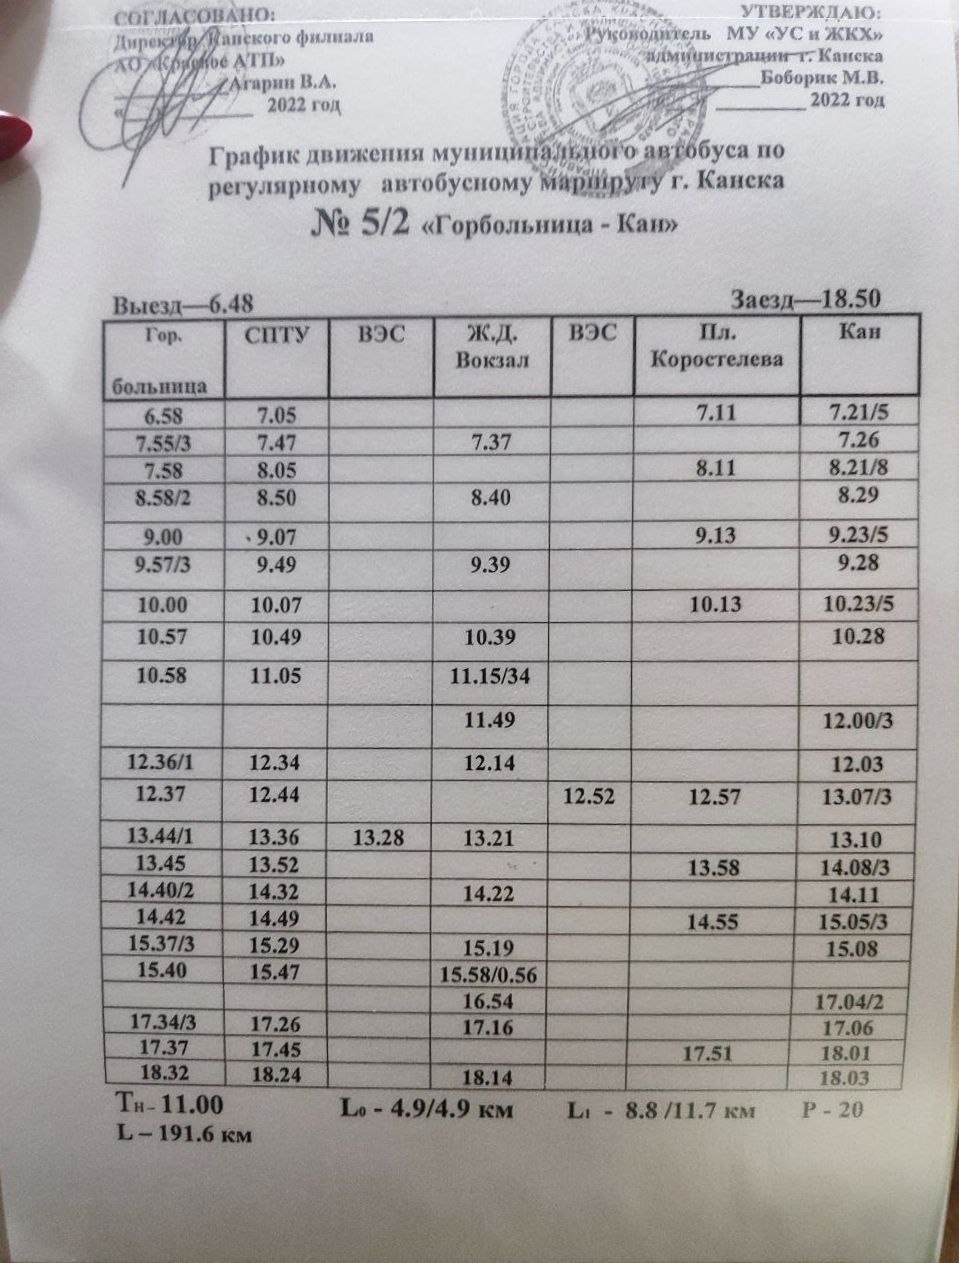 СОГЛАСОВАНО:
Директор Канского филиала
АО «Краевое АТП»
Агарин В.А.
«____ 2022 год
УТВЕРЖДАЮ:
Руководитель МУ «УС и ЖКХ»
администрации г. Канска
Боборик М.В.
2022 год
График движения муниципального автобуса по
регулярному автобусному маршруту г. Канска
№ 5/2 «Горбольница - Кан»
Выезд—6.48 Заезд—18.50
Гор. больница СПТУ ВЭС Ж.Д. Вокзал ВЭС Пл. Коростелева Кан
6.58 7.05 7.11 7.21/5
7.55/3 7.47 7.37 7.26
7.58 8.05 8.11 8.21/8
8.58/2 8.50 8.40 8.29
9.00 9.07 9.13 9.23/5
9.57/3 9.49 9.39 9.28
10.00 10.07 10.13 10.23/5
10.57 10.49 10.39 10.28
10.58 11.05 11.15/34
11.49 12.00/3
12.36/1 12.34 12.14 12.03
12.37 12.44 12.52 12.57 13.07/3
13.44/1 13.36 13.28 13.21 13.10
13.45 13.52 13.58 14.08/3
14.40/2 14.32 14.22 14.11
14.42 14.49 14.55 15.05/3
15.37/3 15.29 15.19 15.08
15.40 15.47 15.58/0.56
16.54 17.04/2
17.34/3 17.26 17.16 17.06
17.37 17.45 17.51 18.01
18.32 18.24 18.14 18.03
Тн- 11.00 L0 - 4.9/4.9 км L1 - 8.8 /11.7 км Р - 20
L – 191.6 км